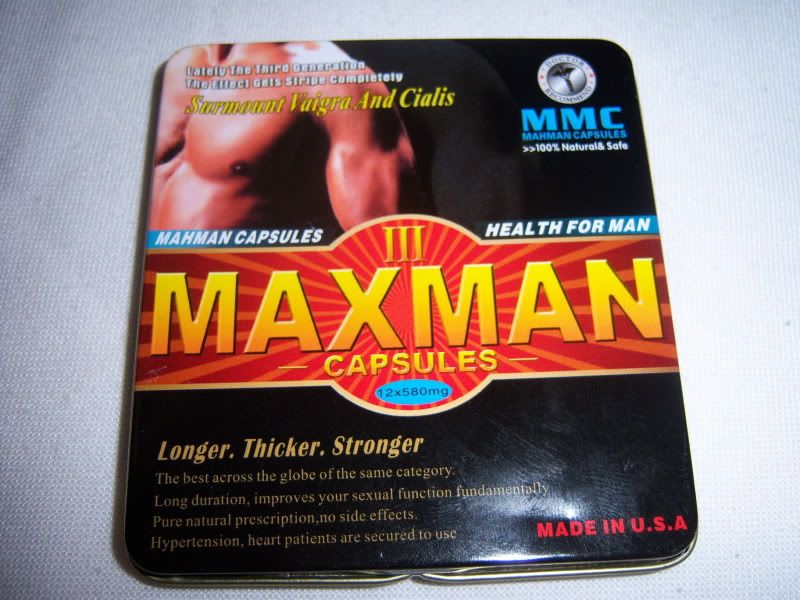 Lately The Third Generation
The Effect Gets Stripe Completely
Surmount Vaigra And Cialis
DOCTOR
RECOMMEND
MMC
MAHMAN CAPSULES
>>100% Natural& Safe
MAHMAN CAPSULES
HEALTH FOR MAN
III
MAXMAN
CAPSULES
12x580mg
Longer. Thicker. Stronger
The best across the globe of the same category.
Long duration, improves your sexual function fundamentally
Pure natural prescription,no side effects.
Hypertension, heart patients are secured to use
MADE IN U.S.A